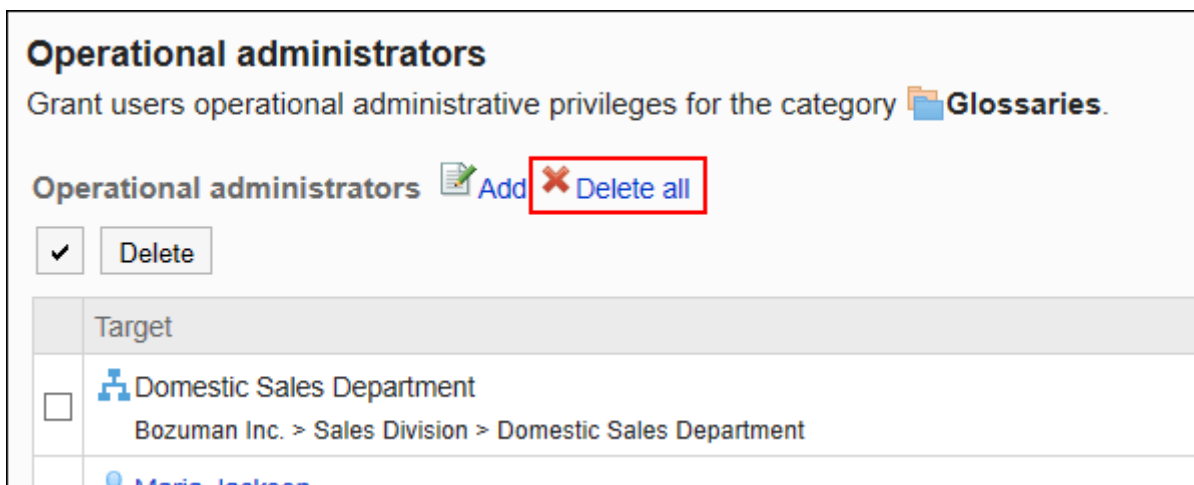 Operational administrators
Grant users operational administrative privileges for the category Glossaries.
Operational administrators Add Delete all
Delete
Target
Domestic Sales Department
Bozuman Inc. > Sales Division > Domestic Sales Department